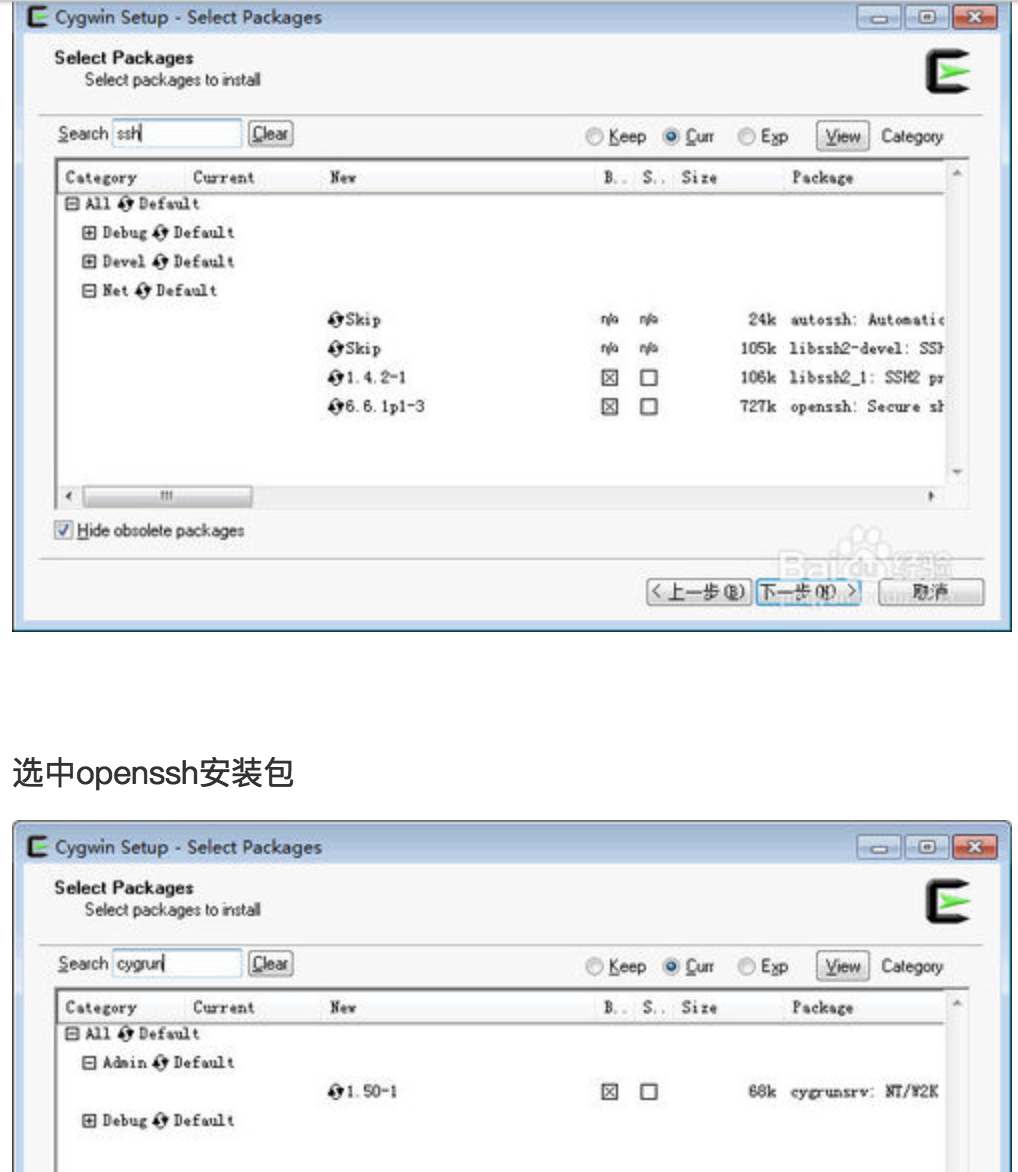 Cygwin Setup - Select Packages
Select Packages
Select packages to install
Search ssh Clear Keep Curr Exp View Category
Category Current New B.. S.. Size Package
All Default
Debug Default
Devel Default
Net Default
Skip n/a n/a 24k autossh: Automatic
Skip n/a n/a 105k libssh2-devel: SSH
1.4.2-1 106k libssh2_1: SSH2 pr
6.6.1p1-3 727k openssh: Secure sh
Hide obsolete packages
Baidu 经验
< 上一步(B) 下一步(N) > 取消
选中openssh安装包
Cygwin Setup - Select Packages
Select Packages
Select packages to install
Search cygrun Clear Keep Curr Exp View Category
Category Current New B.. S.. Size Package
All Default
Admin Default
1.50-1 68k cygrunsrv: NT/W2K
Debug Default